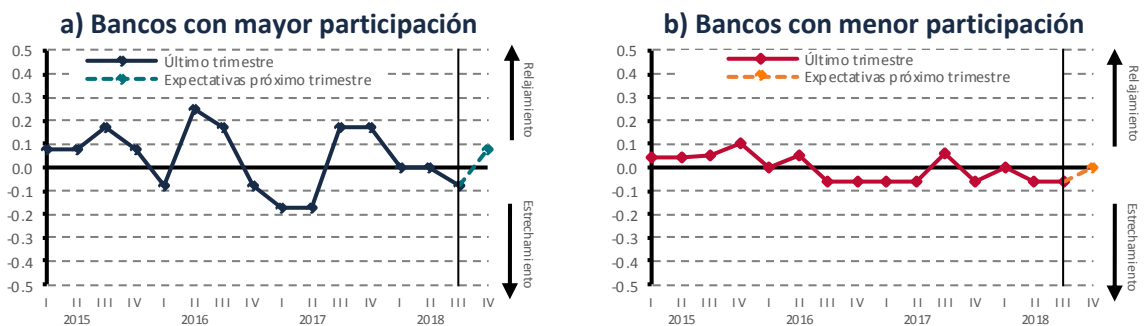 a) Bancos con mayor participación
0.5
0.4
0.3
0.2
0.1
0.0
-0.1
-0.2
-0.3
-0.4
-0.5
Último trimestre
Expectativas próximo trimestre
Relajamiento
Estrechamiento
I II III IV I II III IV I II III IV I II III IV
2015 2016 2017 2018
b) Bancos con menor participación
0.5
0.4
0.3
0.2
0.1
0.0
-0.1
-0.2
-0.3
-0.4
-0.5
Último trimestre
Expectativas próximo trimestre
Relajamiento
Estrechamiento
I II III IV I II III IV I II III IV I II III IV
2015 2016 2017 2018